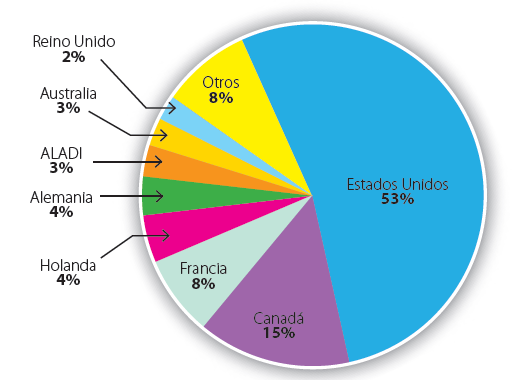 Reino Unido
2%
Australia
3%
ALADI
3%
Alemania
4%
Holanda
4%
Otros
8%
Estados Unidos
53%
Francia
8%
Canadá
15%